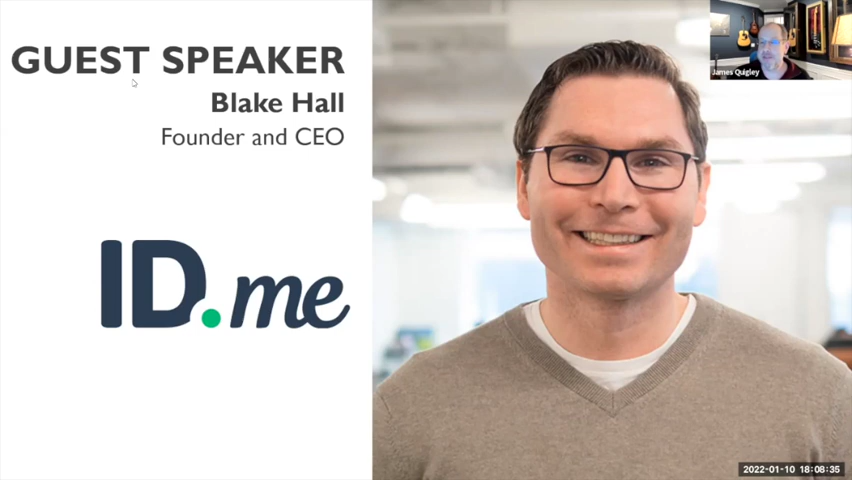 GUEST SPEAKER
Blake Hall
Founder and CEO
ID.me
James Quigley
2022-01-10 18:08:35